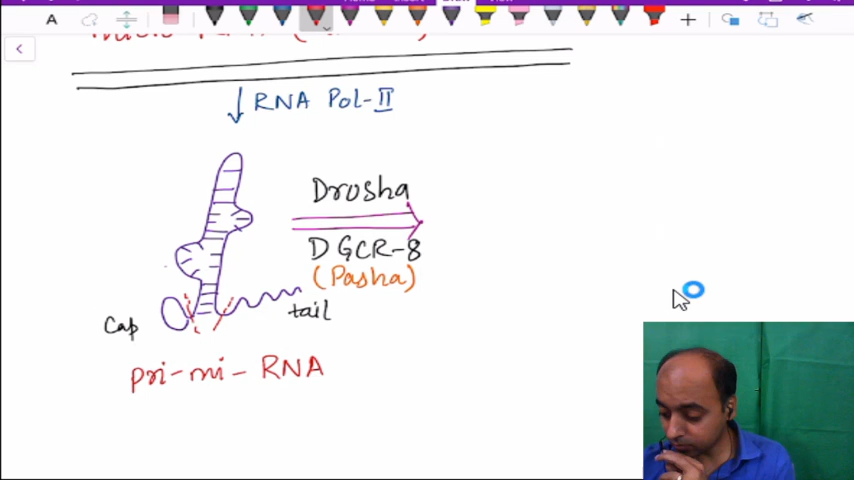 RNA Pol-II
Drosha
DGCR-8
(Pasha)
Cap
tail
pri-mi-RNA